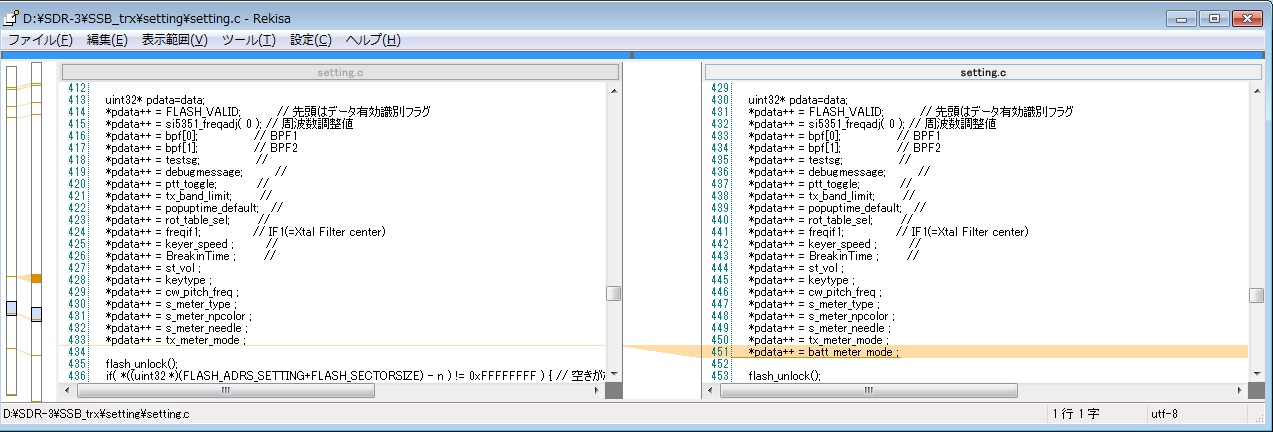 D:¥SDR-3¥SSB_trx¥setting¥setting.c - Rekisa
ファイル(F) 編集(E) 表示範囲(V) ツール(T) 設定(C) ヘルプ(H)
setting.c
412
413 uint32* pdata=data;
414 *pdata++ = FLASH_VALID; // 先頭はデータ有効識別フラグ
415 *pdata++ = si5351_freqadj( 0 ); // 周波数調整値
416 *pdata++ = bpf[0]; // BPF1
417 *pdata++ = bpf[1]; // BPF2
418 *pdata++ = testsg; //
419 *pdata++ = debugmessage; //
420 *pdata++ = ptt_toggle; //
421 *pdata++ = tx_band_limit; //
422 *pdata++ = popuptime_default; //
423 *pdata++ = rot_table_sel; //
424 *pdata++ = freqif1; // IF1(=Xtal Filter center)
425 *pdata++ = keyer_speed ; //
426 *pdata++ = BreakinTime ; //
427 *pdata++ = st_vol ;
428 *pdata++ = keytype ;
429 *pdata++ = cw_pitch_freq ;
430 *pdata++ = s_meter_type ;
431 *pdata++ = s_meter_npcolor ;
432 *pdata++ = s_meter_needle ;
433 *pdata++ = tx_meter_mode ;
434
435 flash_unlock();
436 if( *((uint32 *)(FLASH_ADRS_SETTING+FLASH_SECTORSIZE) - n ) != 0xFFFFFFFF ) { // 空きが
setting.c
429
430 uint32* pdata=data;
431 *pdata++ = FLASH_VALID; // 先頭はデータ有効識別フラグ
432 *pdata++ = si5351_freqadj( 0 ); // 周波数調整値
433 *pdata++ = bpf[0]; // BPF1
434 *pdata++ = bpf[1]; // BPF2
435 *pdata++ = testsg; //
436 *pdata++ = debugmessage; //
437 *pdata++ = ptt_toggle; //
438 *pdata++ = tx_band_limit; //
439 *pdata++ = popuptime_default; //
440 *pdata++ = rot_table_sel; //
441 *pdata++ = freqif1; // IF1(=Xtal Filter center)
442 *pdata++ = keyer_speed ; //
443 *pdata++ = BreakinTime ; //
444 *pdata++ = st_vol ;
445 *pdata++ = keytype ;
446 *pdata++ = cw_pitch_freq ;
447 *pdata++ = s_meter_type ;
448 *pdata++ = s_meter_npcolor ;
449 *pdata++ = s_meter_needle ;
450 *pdata++ = tx_meter_mode ;
451 *pdata++ = batt_meter_mode ;
452
453 flash_unlock();
D:¥SDR-3¥SSB_trx¥setting¥setting.c 1 行 1 字 utf-8